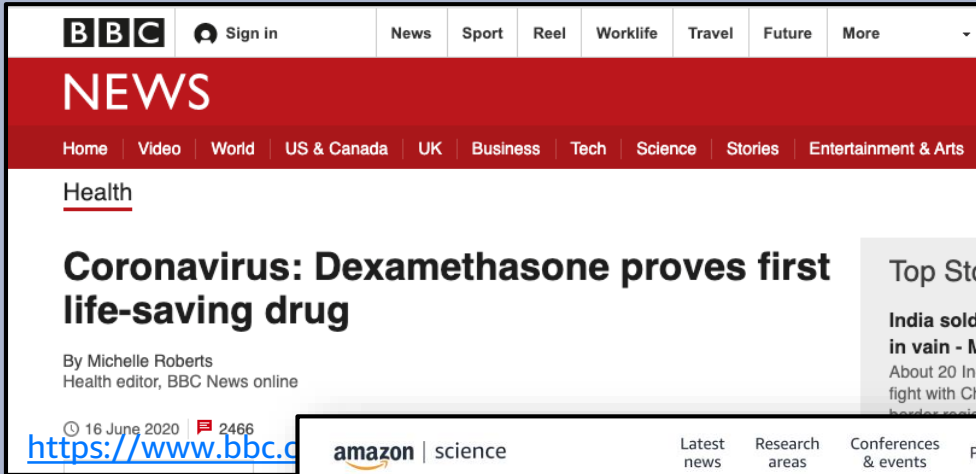 BBC Sign in News Sport Reel Worklife Travel Future More
NEWS
Home Video World US & Canada UK Business Tech Science Stories Entertainment & Arts
Health
Coronavirus: Dexamethasone proves first
life-saving drug
By Michelle Roberts
Health editor, BBC News online
16 June 2020 2466
Top Sto
India sold
in vain - M
About 20 In
fight with Ch
https://www.bbc.c
amazon | science
Latest
news
Research
areas
Conferences
& events